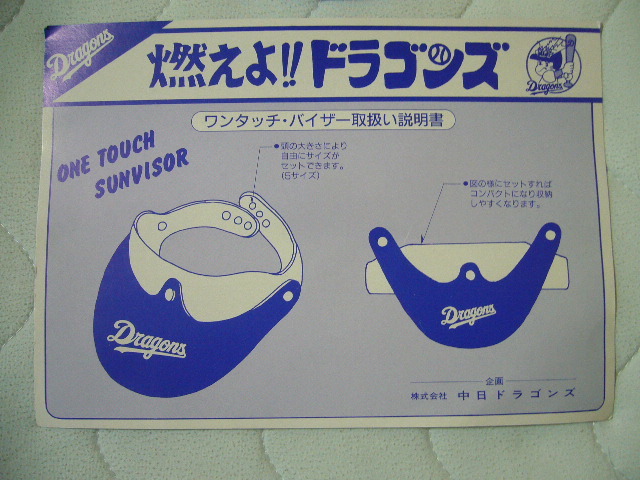 Dragons
燃えよ!!ドラゴンズ
Dragons
ワンタッチ・バイザー取扱い説明書
ONE TOUCH
SUNVISOR
●頭の大きさにより
自由にサイズが
セットできます。
(Sサイズ)
●図の様にセットすれば
コンパクトになり収納
しやすくなります。
Dragons
Dragons
企画
株式会社 中日ドラゴンズ